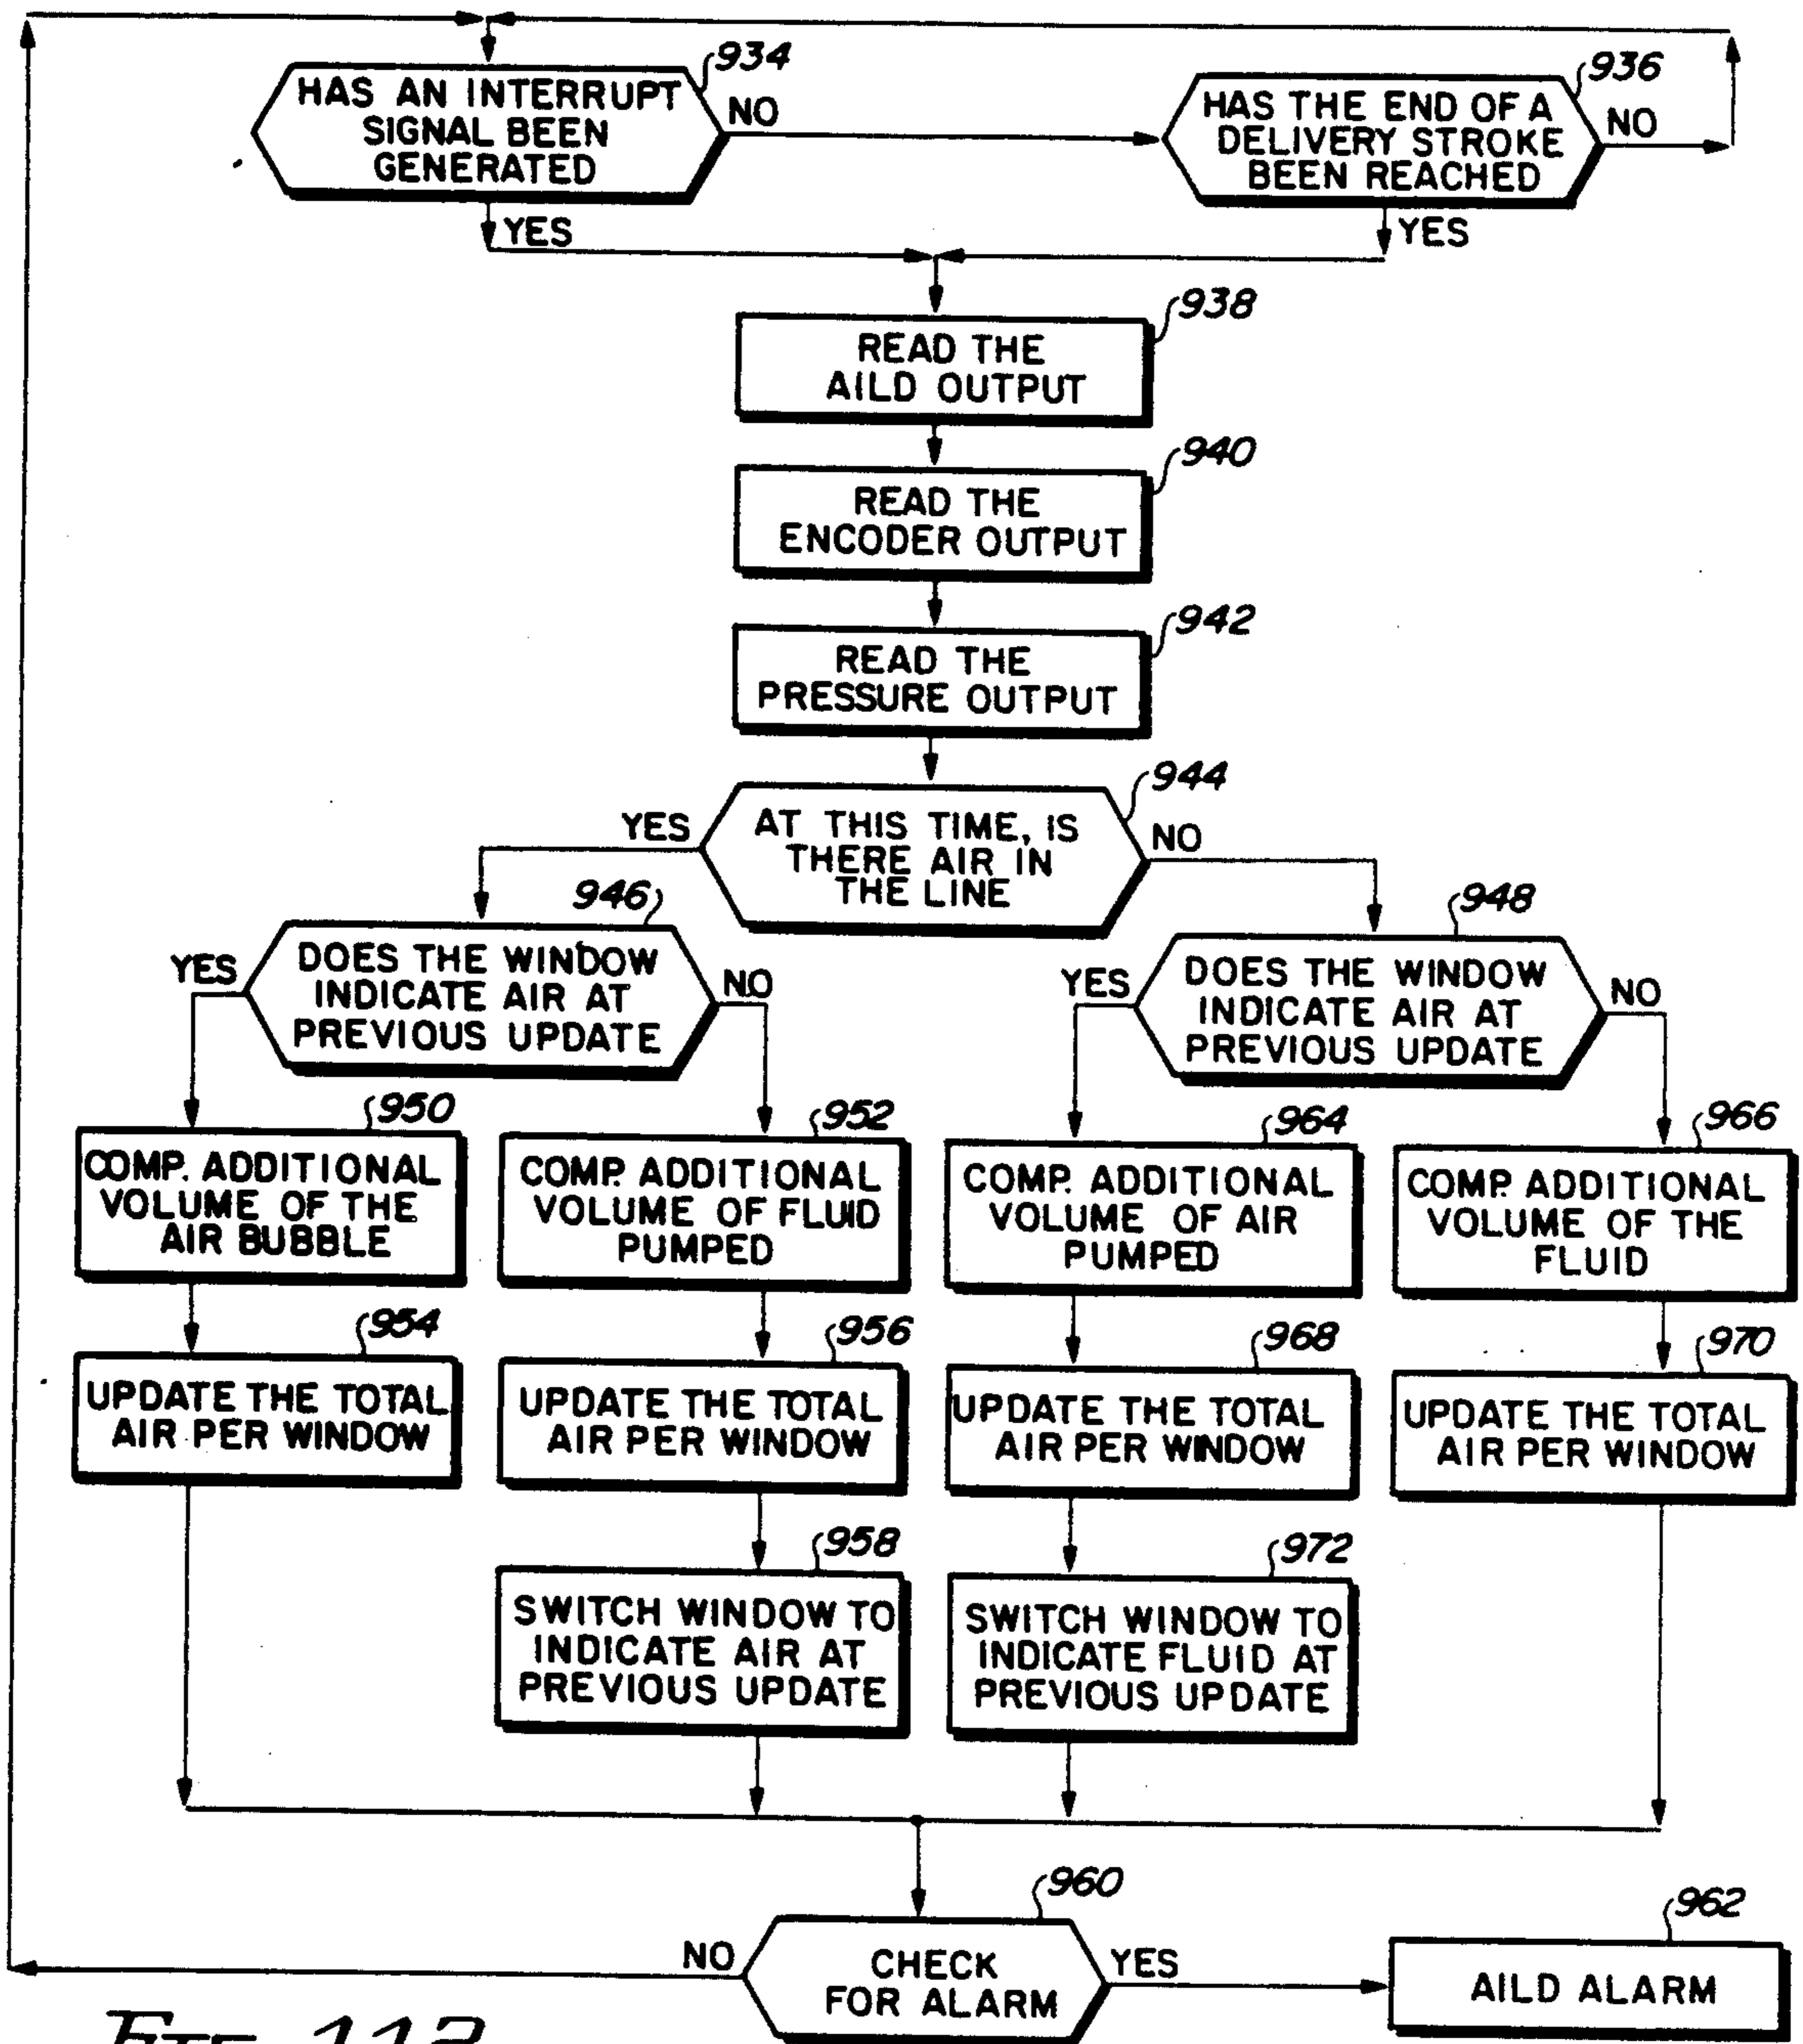 934
HAS AN INTERRUPT
SIGNAL BEEN
GENERATED
NO
YES
936
HAS THE END OF A
DELIVERY STROKE
BEEN REACHED
NO
YES
938
READ THE
AILD OUTPUT
940
READ THE
ENCODER OUTPUT
942
READ THE
PRESSURE OUTPUT
944
YES
AT THIS TIME, IS
THERE AIR IN
THE LINE
NO
946
YES
DOES THE WINDOW
INDICATE AIR AT
PREVIOUS UPDATE
NO
948
YES
DOES THE WINDOW
INDICATE AIR AT
PREVIOUS UPDATE
NO
950
COMP. ADDITIONAL
VOLUME OF THE
AIR BUBBLE
952
COMP. ADDITIONAL
VOLUME OF FLUID
PUMPED
964
COMP. ADDITIONAL
VOLUME OF AIR
PUMPED
966
COMP. ADDITIONAL
VOLUME OF THE
FLUID
954
UPDATE THE TOTAL
AIR PER WINDOW
956
UPDATE THE TOTAL
AIR PER WINDOW
968
UPDATE THE TOTAL
AIR PER WINDOW
970
UPDATE THE TOTAL
AIR PER WINDOW
958
SWITCH WINDOW TO
INDICATE AIR AT
PREVIOUS UPDATE
972
SWITCH WINDOW TO
INDICATE FLUID AT
PREVIOUS UPDATE
960
NO
CHECK
FOR ALARM
YES
962
AILD ALARM